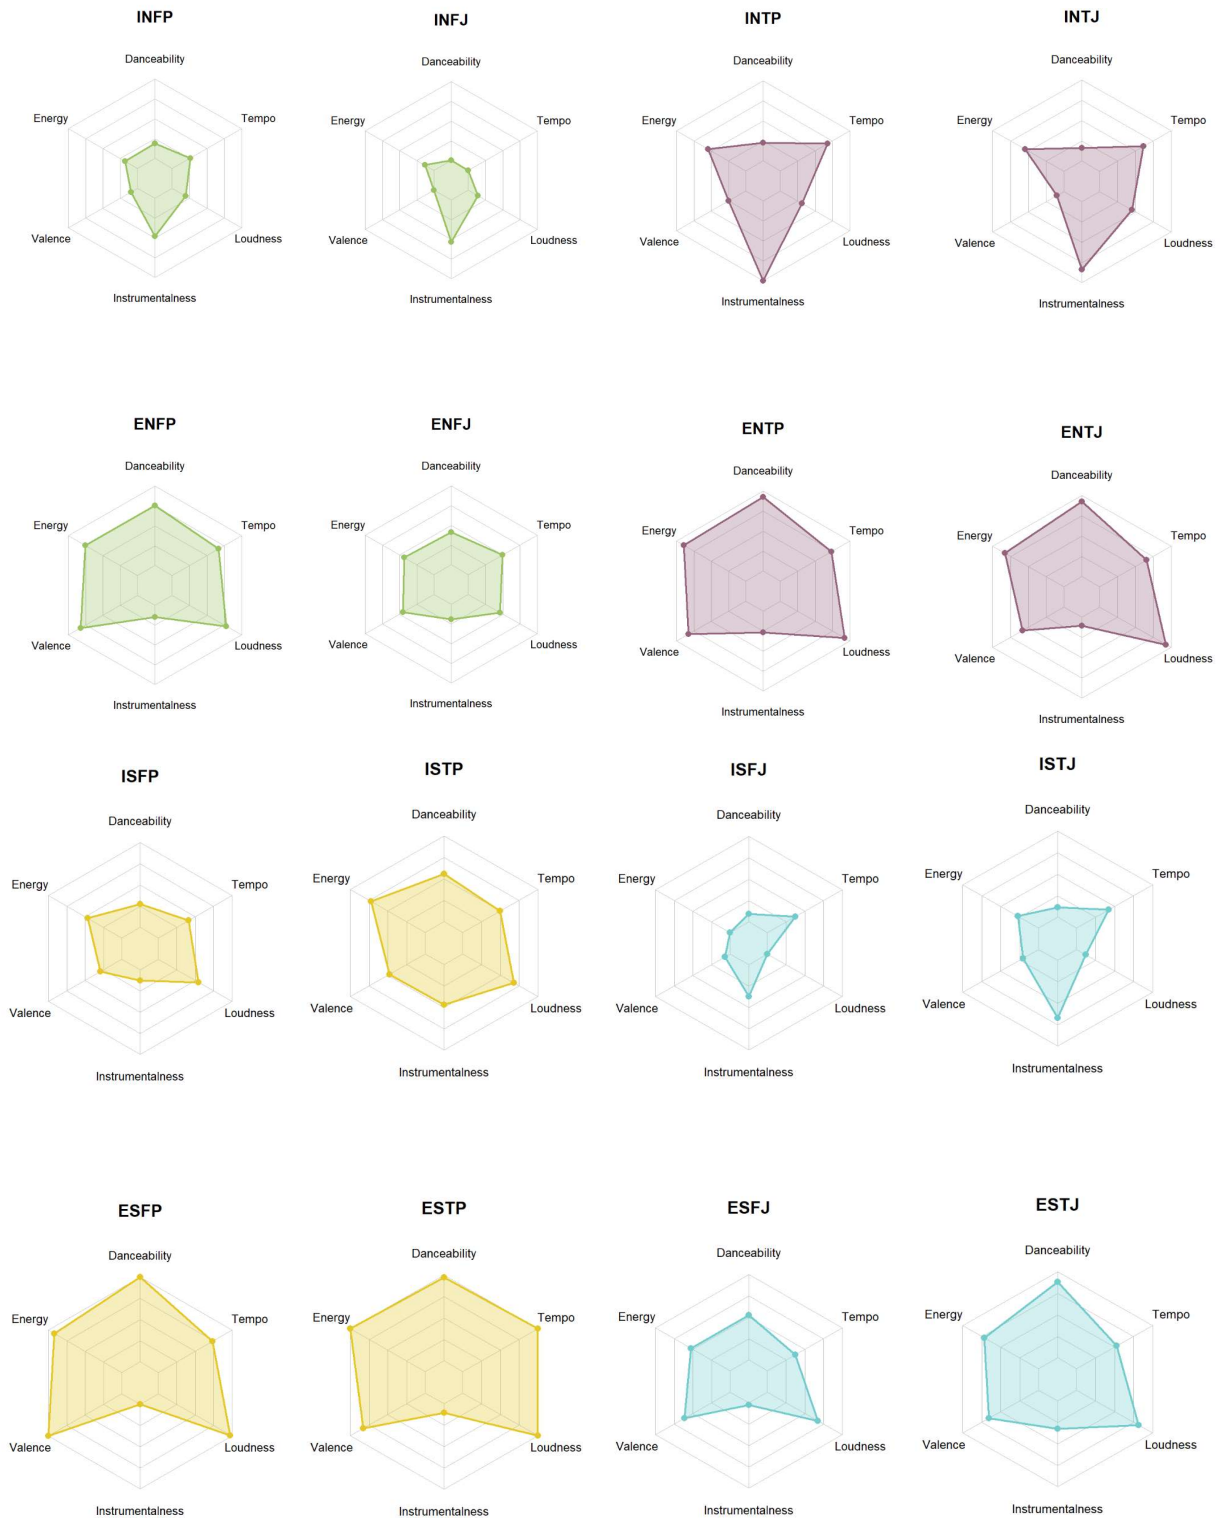 INFP
INFJ
INTP
INTJ
Danceability
Danceability
Danceability
Danceability
Energy
Tempo
Energy
Tempo
Energy
Tempo
Energy
Tempo
Valence
Loudness
Valence
Loudness
Valence
Loudness
Valence
Loudness
Instrumentalness
Instrumentalness
Instrumentalness
Instrumentalness
ENFP
ENFJ
ENTP
ENTJ
Danceability
Danceability
Danceability
Danceability
Energy
Tempo
Energy
Tempo
Energy
Tempo
Energy
Tempo
Valence
Loudness
Valence
Loudness
Valence
Loudness
Valence
Loudness
Instrumentalness
Instrumentalness
Instrumentalness
Instrumentalness
ISFP
ISTP
ISFJ
ISTJ
Danceability
Danceability
Danceability
Danceability
Energy
Tempo
Energy
Tempo
Energy
Tempo
Energy
Tempo
Valence
Loudness
Valence
Loudness
Valence
Loudness
Valence
Loudness
Instrumentalness
Instrumentalness
Instrumentalness
Instrumentalness
ESFP
ESTP
ESFJ
ESTJ
Danceability
Danceability
Danceability
Danceability
Energy
Tempo
Energy
Tempo
Energy
Tempo
Energy
Tempo
Valence
Loudness
Valence
Loudness
Valence
Loudness
Valence
Loudness
Instrumentalness
Instrumentalness
Instrumentalness
Instrumentalness